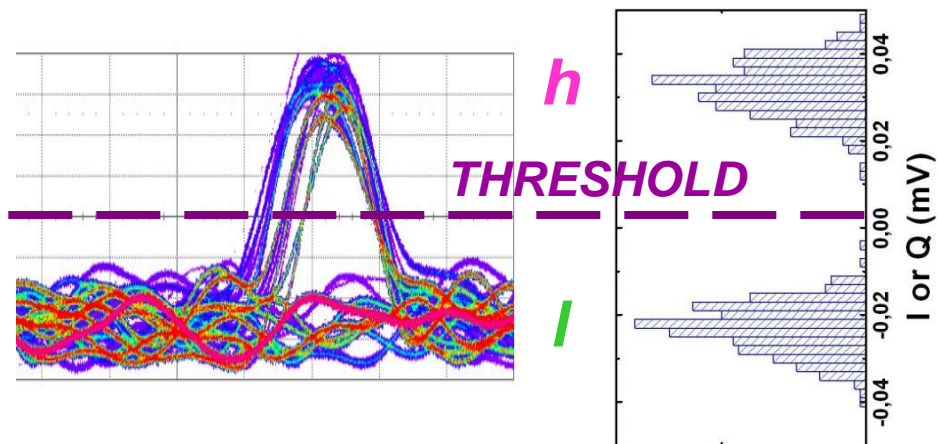 h
THRESHOLD
l
0,04
0,02
0,00
-0,02
-0,04
I or Q (mV)